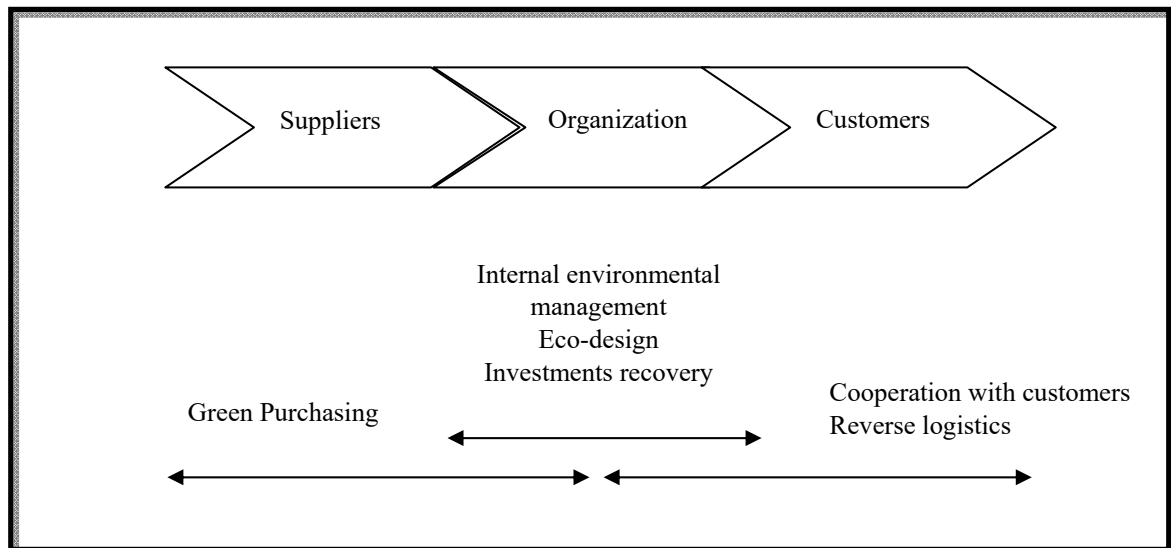 Suppliers
Organization
Customers
Internal environmental
management
Eco-design
Investments recovery
Green Purchasing
Cooperation with customers
Reverse logistics